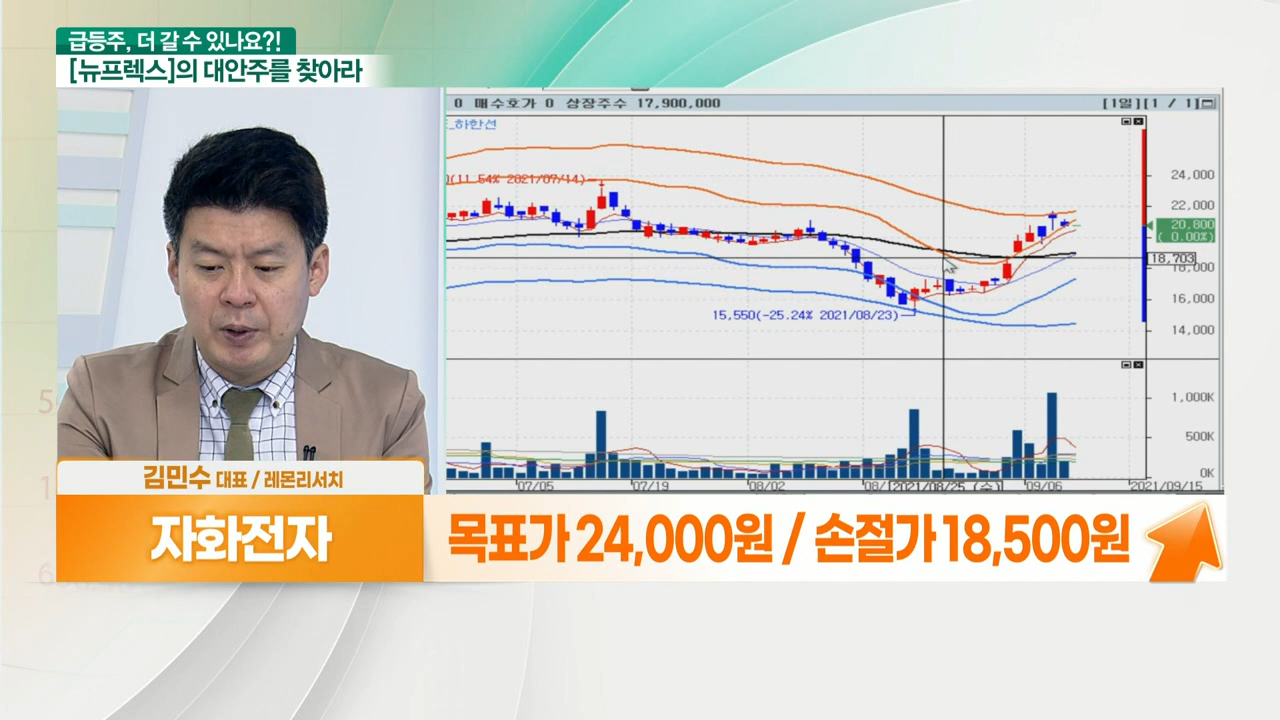 급등주, 더 갈 수 있나요?!
[뉴프렉스]의 대안주를 찾아라
0 매수호가 0 상장주수 17,900,000
[1일][1 / 1]
하한선
(11.54% 2021/07/14)
24,000
22,000
20,800
( 0.00%)
18,703
18,000
16,000
15,550(-25.24% 2021/08/23)
14,000
1,000K
500K
0K
07/05
07/19
08/02
2021/08/25 (수)
09/06
2021/09/15
김민수 대표 / 레몬리서치
자화전자
목표가 24,000원 / 손절가 18,500원